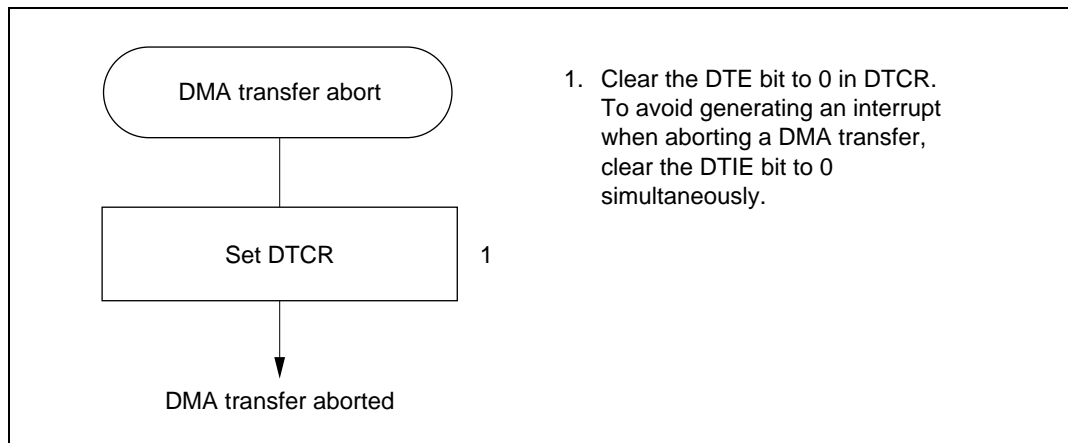 DMA transfer abort
Set DTCR
1
DMA transfer aborted
1. Clear the DTE bit to 0 in DTCR.
To avoid generating an interrupt
when aborting a DMA transfer,
clear the DTIE bit to 0
simultaneously.